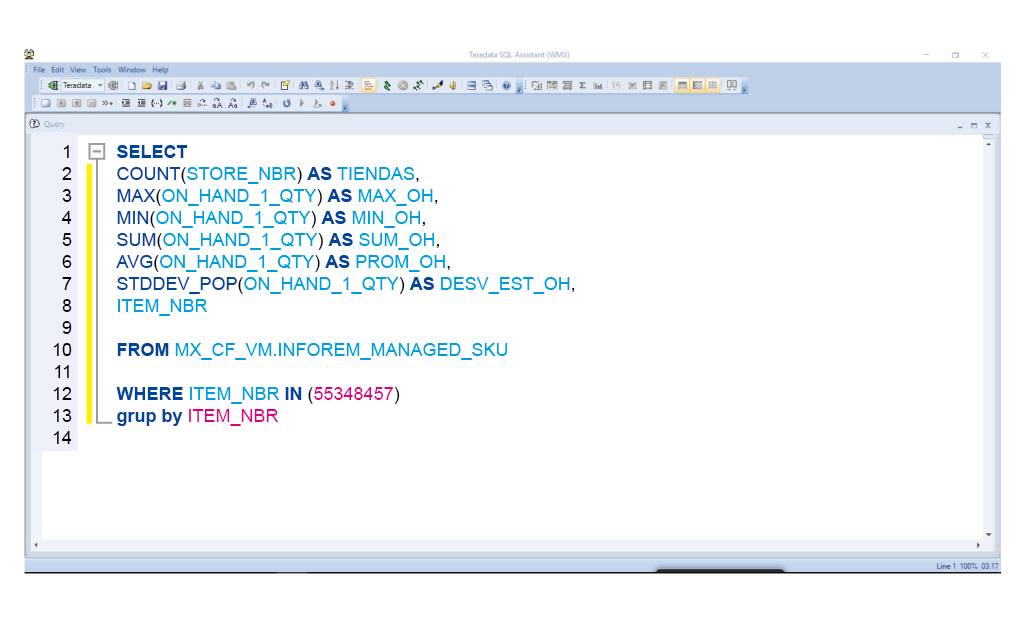 Teradata SQL Assistant (WM3)
File Edit View Tools Window Help
Teradata
Query
1 SELECT
2 COUNT(STORE_NBR) AS TIENDAS,
3 MAX(ON_HAND_1_QTY) AS MAX_OH,
4 MIN(ON_HAND_1_QTY) AS MIN_OH,
5 SUM(ON_HAND_1_QTY) AS SUM_OH,
6 AVG(ON_HAND_1_QTY) AS PROM_OH,
7 STDDEV_POP(ON_HAND_1_QTY) AS DESV_EST_OH,
8 ITEM_NBR
9
10 FROM MX_CF_VM.INFOREM_MANAGED_SKU
11
12 WHERE ITEM_NBR IN (55348457)
13 grup by ITEM_NBR
14
Line 1 100% 03:17